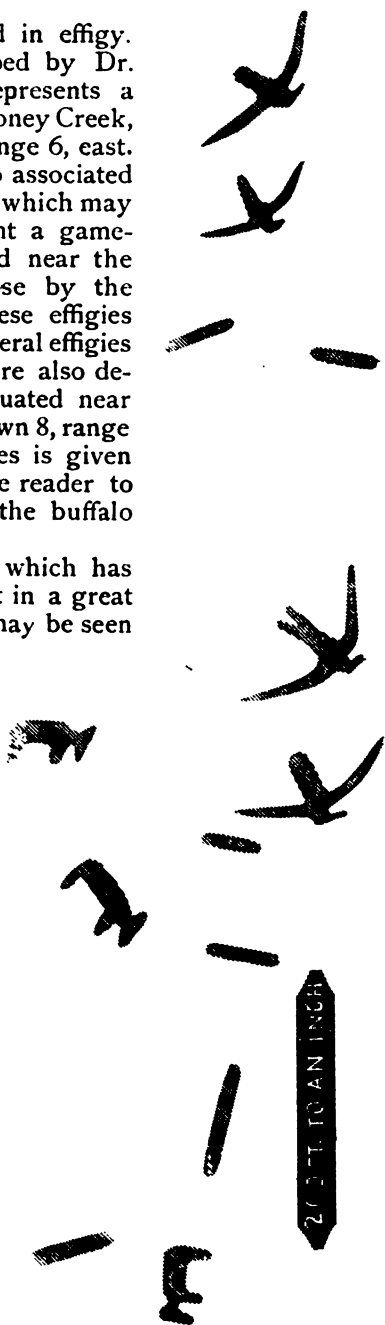 d in effigy.
bed by Dr.
epresents a
oney Creek,
nge 6, east.
o associated
which may
nt a game-
d near the
se by the
ese effigies
eral effigies
re also de-
uated near
wn 8, range
es is given
e reader to
the buffalo
which has
t in a great
nay be seen
FT. TO AN INCH